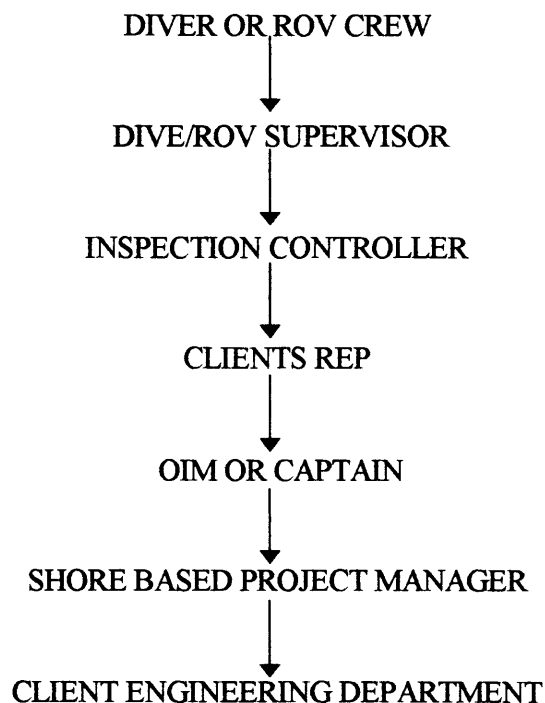 DIVER OR ROV CREW
DIVE/ROV SUPERVISOR
INSPECTION CONTROLLER
CLIENTS REP
OIM OR CAPTAIN
SHORE BASED PROJECT MANAGER
CLIENT ENGINEERING DEPARTMENT